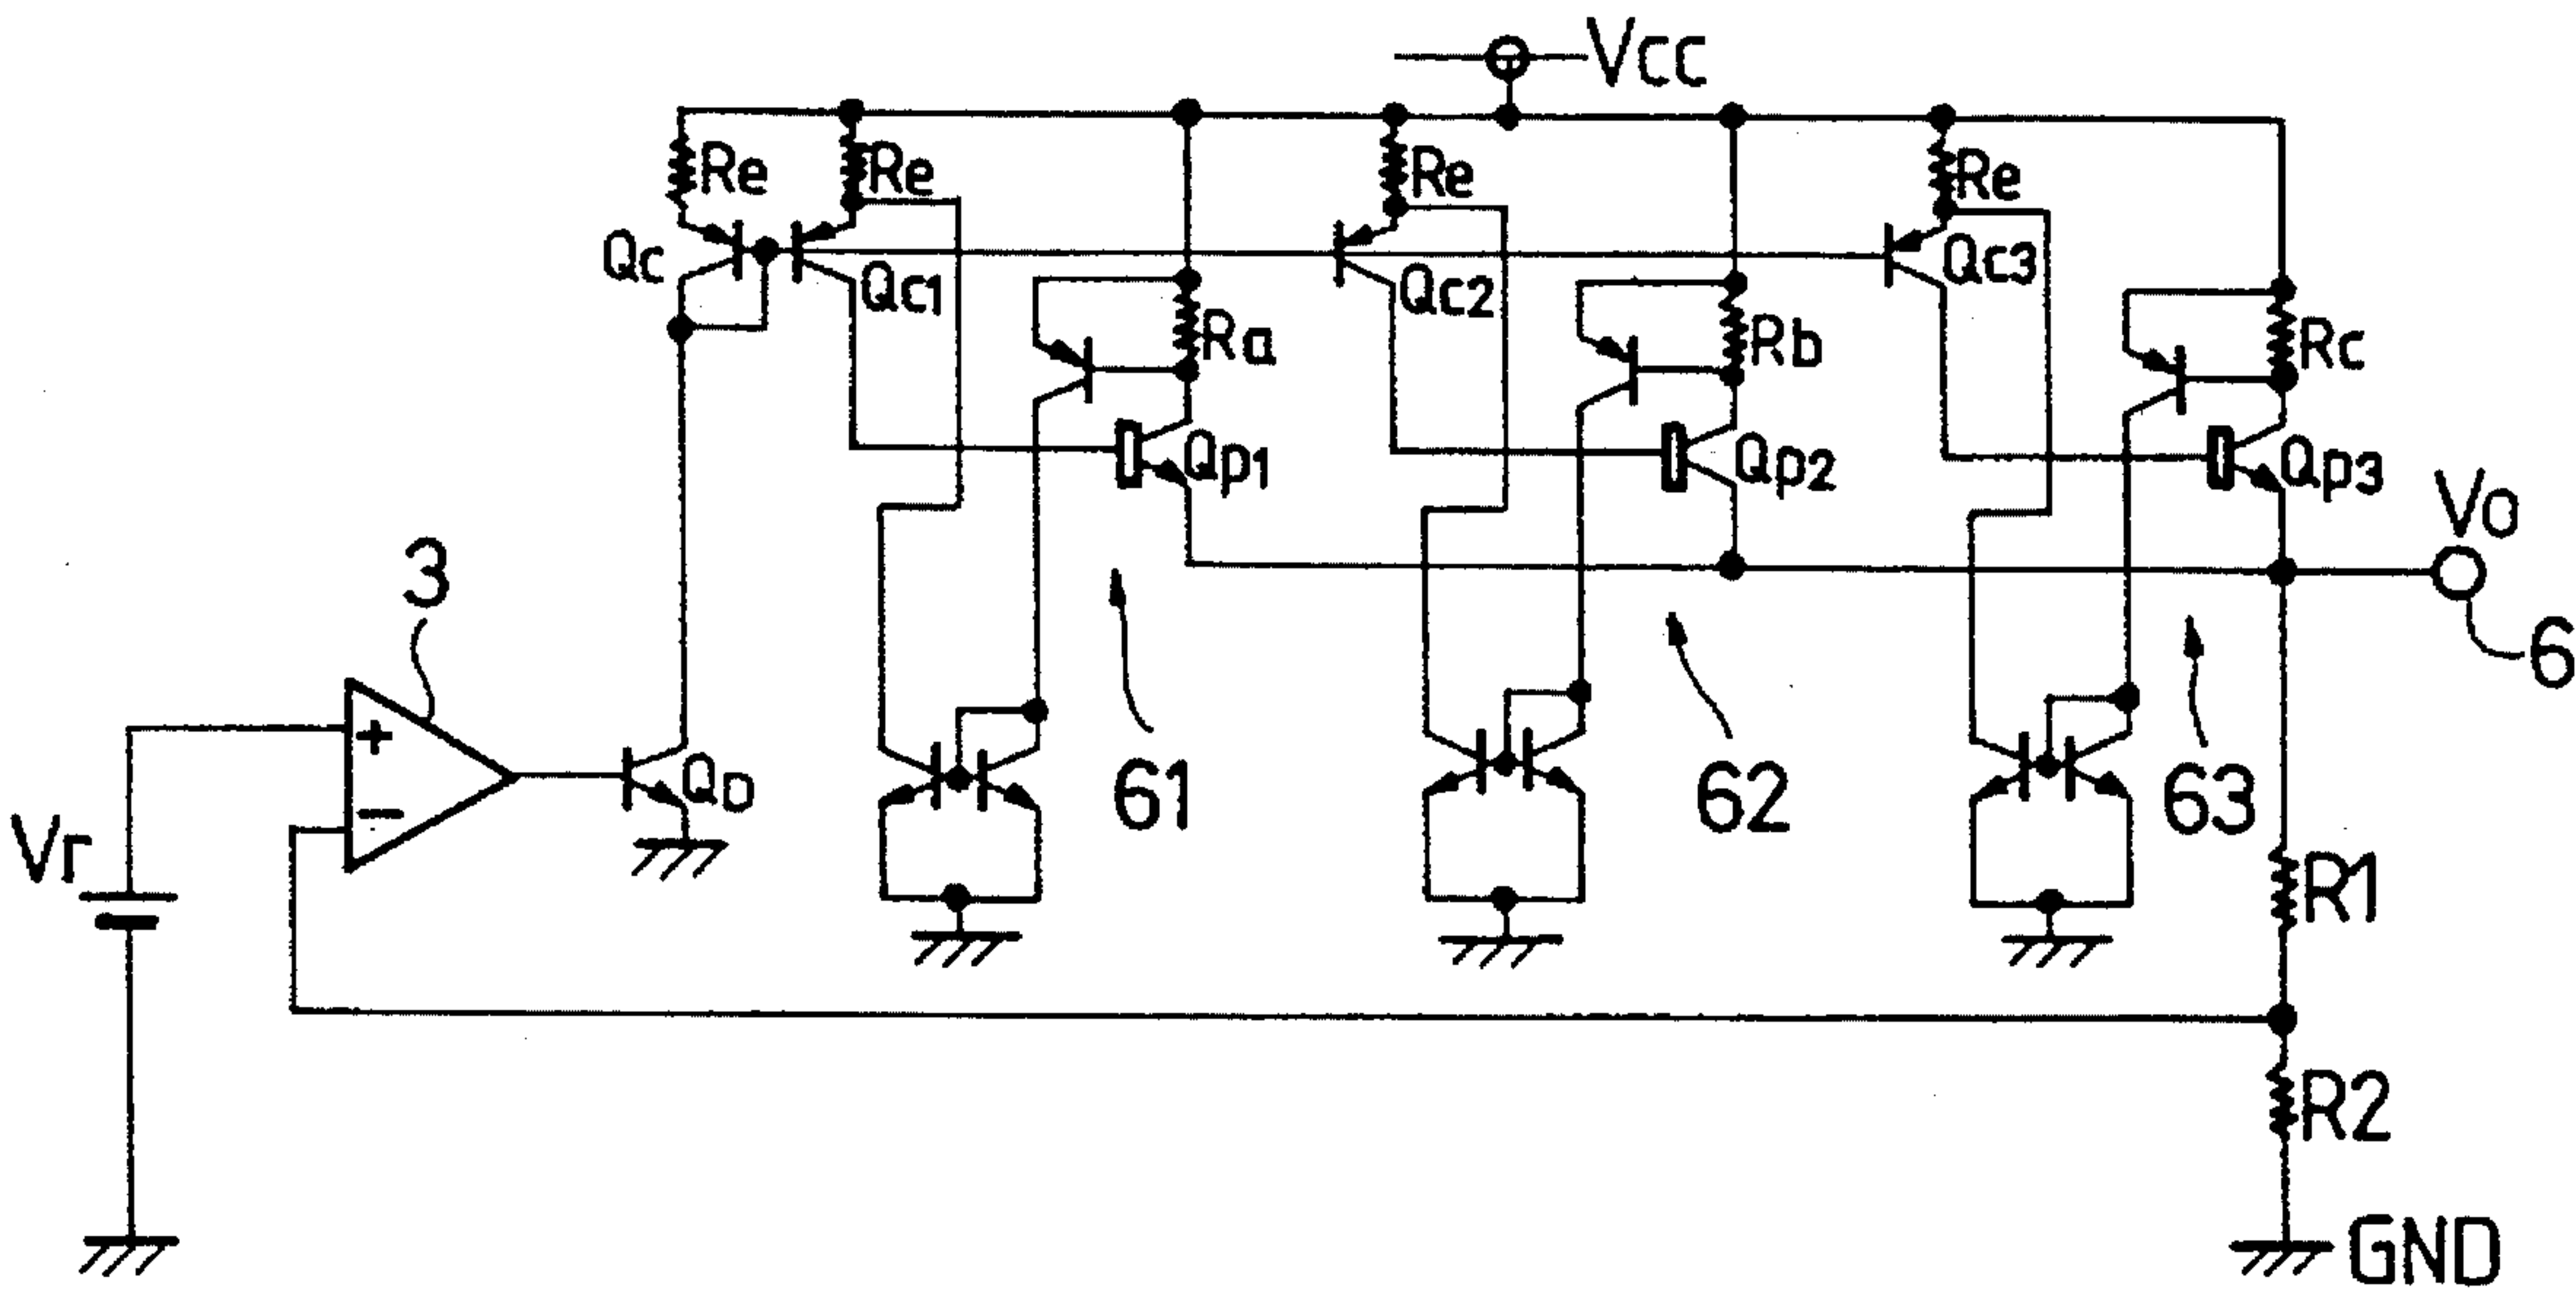 Vcc
Re
Re
Re
Re
Qc
Qc1
Qc2
Qc3
Ra
Rb
Rc
Qp1
Qp2
Qp3
Vo
3
6
+
−
QD
61
62
63
Vr
R1
R2
GND